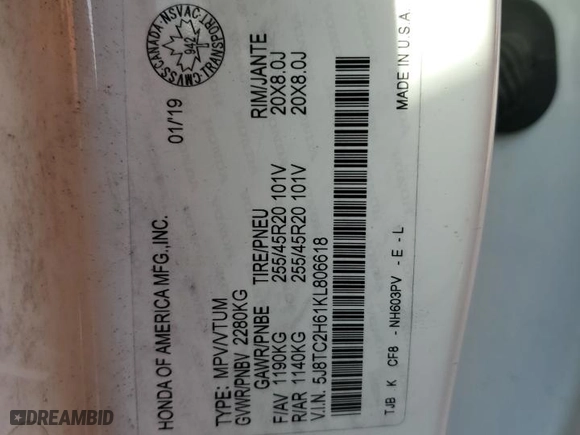 HONDA OF AMERICA MFG.,INC. 01/19
CMVSS-CANADA-NSVAC
TRANSPORT
942
TYPE: MPV/VTUM
GVWR/PNBV 2280KG
GAWR/PNBE TIRE/PNEU RIM/JANTE
F/AV 1190KG 255/45R20 101V 20X8.0J
R/AR 1140KG 255/45R20 101V 20X8.0J
V.I.N. 5J8TC2H61KL806618
MADE IN U.S.A.
TJB K CF8 - NH603PV - E - L
DREAMBID